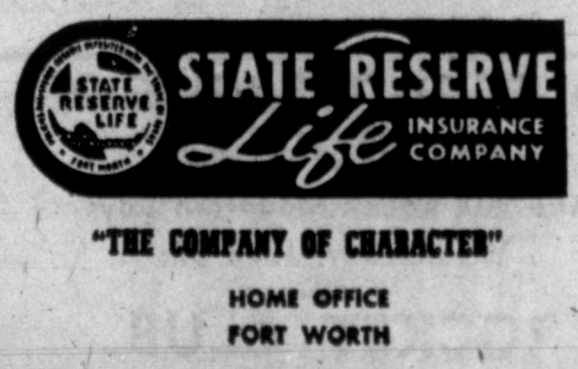 STATE
RESERVE
LIFE
FORT WORTH
STATE RESERVE
Life INSURANCE
COMPANY
"THE COMPANY OF CHARACTER"
HOME OFFICE
FORT WORTH